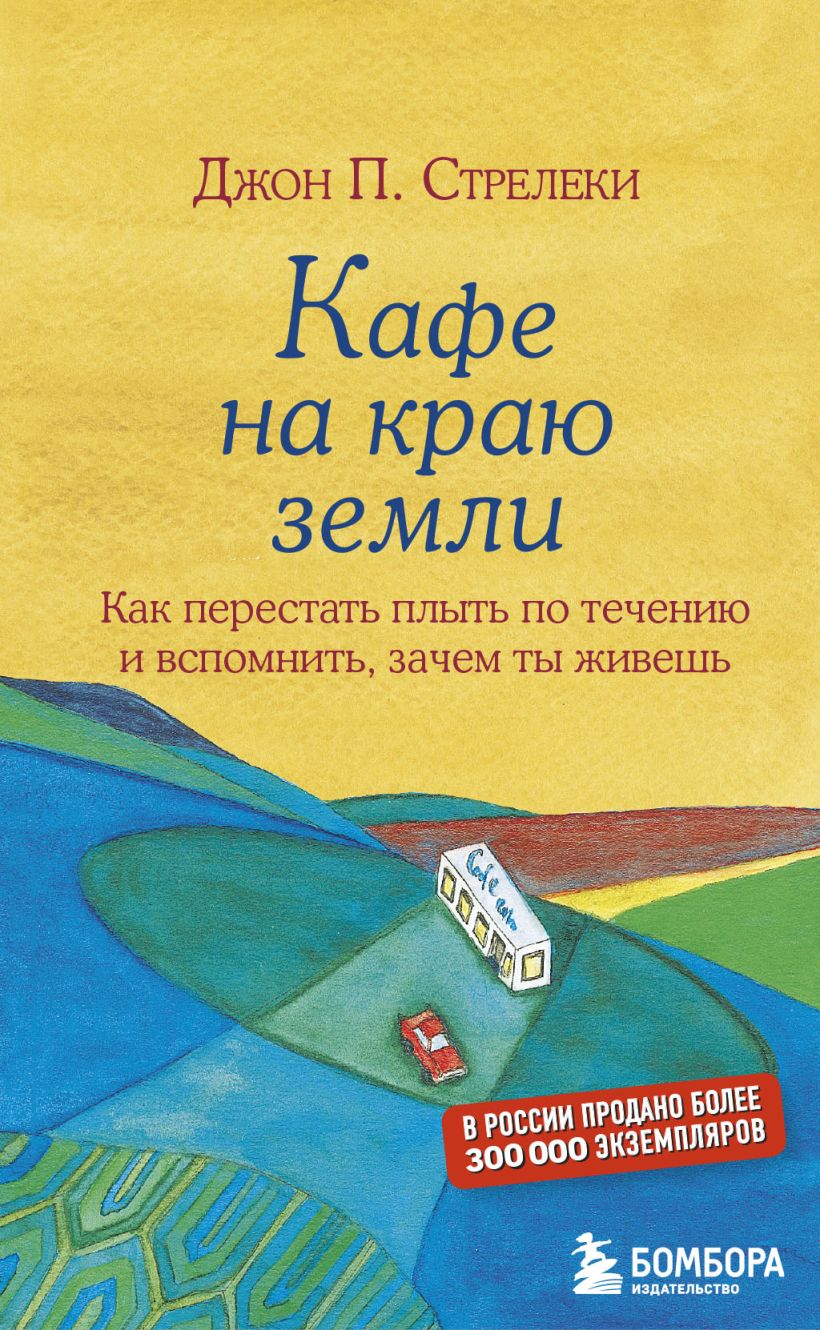 Джон П. Стрелеки
Кафе
на краю
земли
Как перестать плыть по течению
и вспомнить, зачем ты живешь
Cafe
В РОССИИ ПРОДАНО БОЛЕЕ
300 000 ЭКЗЕМПЛЯРОВ
БОМБОРА
ИЗДАТЕЛЬСТВО